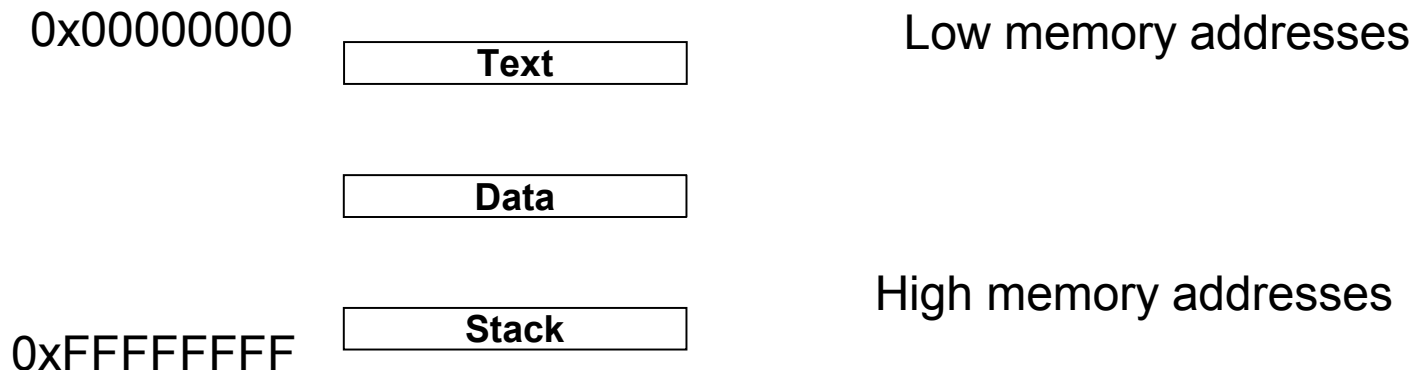 0x00000000
Low memory addresses
Text
Data
High memory addresses
Stack
0xFFFFFFFF